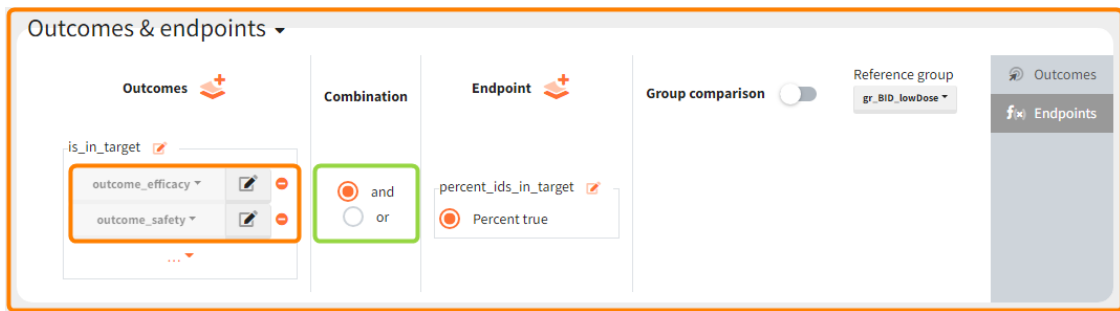 Outcomes & endpoints
Outcomes
Combination
Endpoint
Group comparison
Reference group
gr_BID_lowDose
Outcomes
f(x) Endpoints
is_in_target
outcome_efficacy
outcome_safety
...
and
or
percent_ids_in_target
Percent true